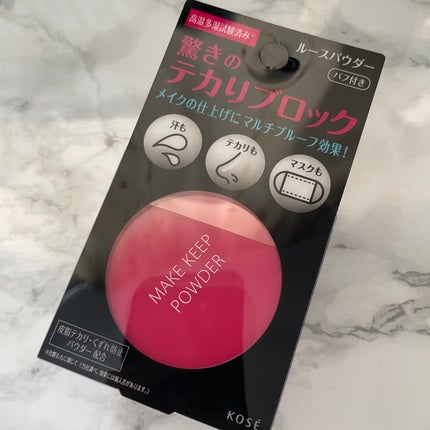 高温多湿試験済み※
驚きの
テカりブロック
ルースパウダー
パフ付き
メイクの仕上げにマルチプルーフ効果！
汗も
テカりも
マスクも
MAKE KEEP
POWDER
皮脂テカリ・くずれ防止
パウダー配合
KOSÉ